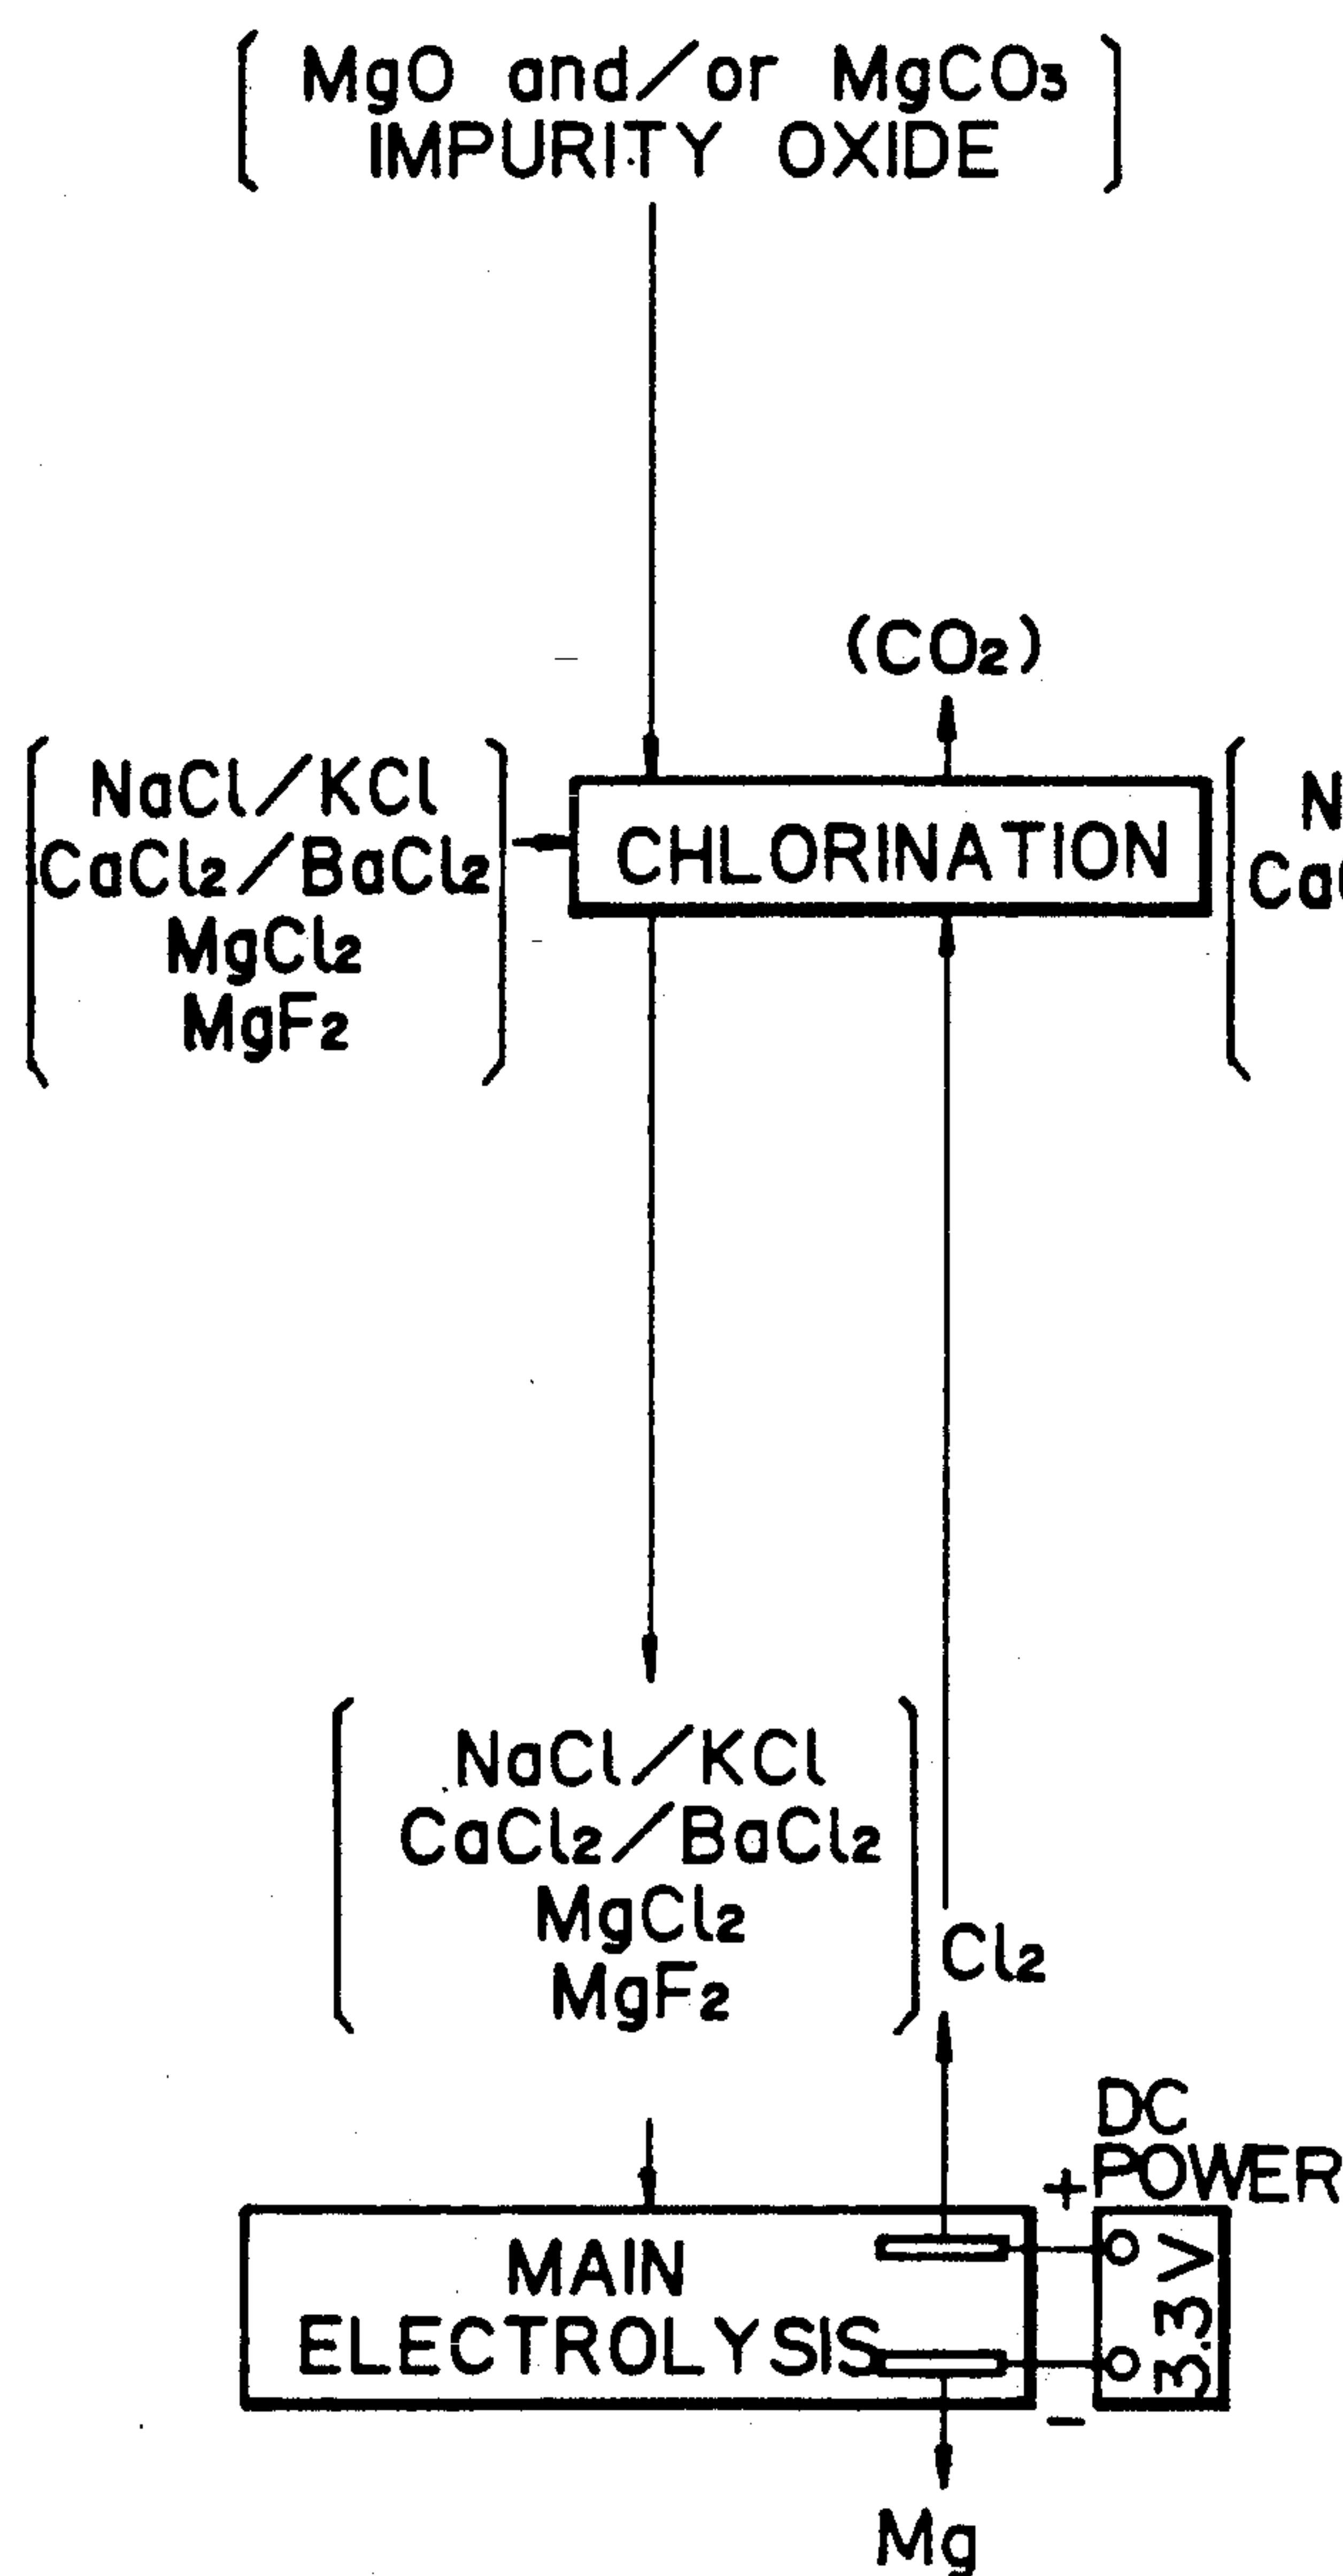 MgO and/or MgCO₃
IMPURITY OXIDE
(CO₂)
NaCl/KCl
CaCl₂/BaCl₂
MgCl₂
MgF₂
CHLORINATION
NaCl/KCl
CaCl₂/BaCl₂
MgCl₂
MgF₂
Cl₂
DC
POWER
+
MAIN
ELECTROLYSIS
3.3V
−
Mg